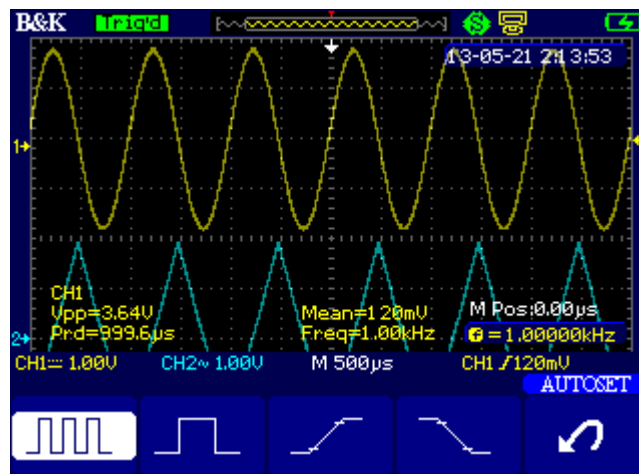 B&K Trig'd
13-05-21 2:13:53
1
CH1
Vpp=3.64V Mean=120mV M Pos:0.00µs
Prd=999.6µs Freq=1.00kHz f=1.00000kHz
2
CH1 1.00V CH2~ 1.00V M 500µs CH1 120mV
AUTOSET